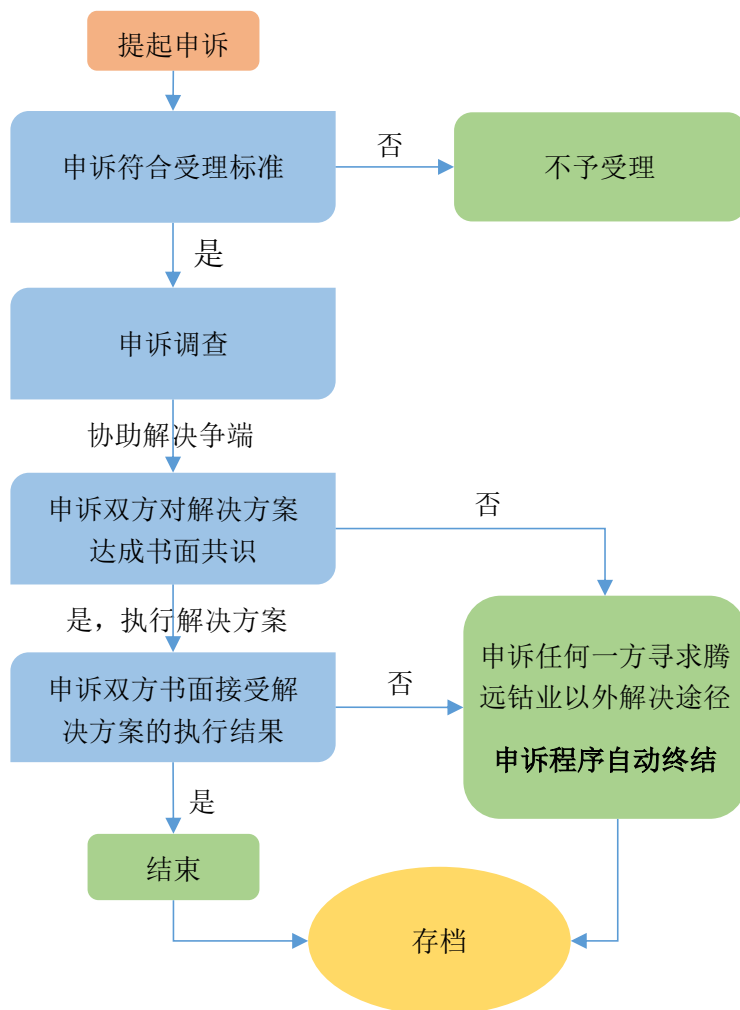 提起申诉
申诉符合受理标准
否
不予受理
是
申诉调查
协助解决争端
申诉双方对解决方案
达成书面共识
否
是，执行解决方案
申诉双方书面接受解
决方案的执行结果
否
申诉任何一方寻求腾
远钴业以外解决途径
申诉程序自动终结
是
结束
存档